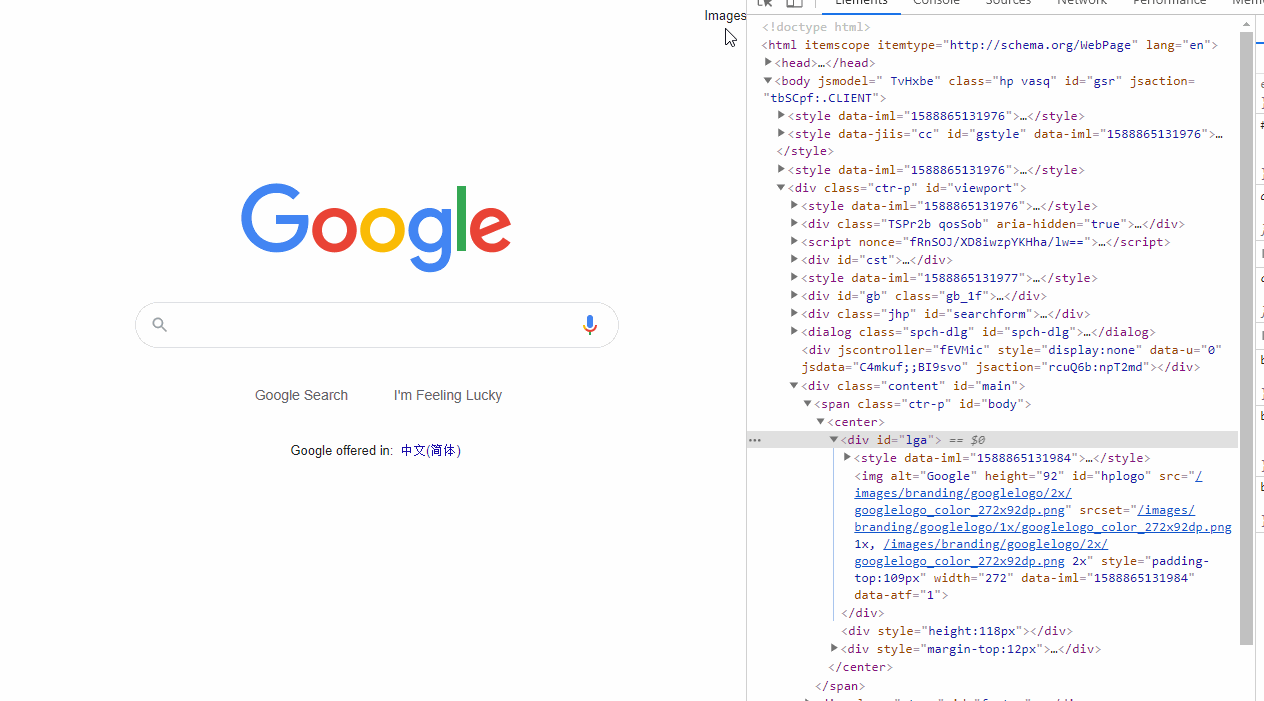 Images
Google
Google Search
I'm Feeling Lucky
Google offered in: 中文(简体)
Elements Console Sources Network Performance
<!doctype html>
<html itemscope itemtype="http://schema.org/WebPage" lang="en">
<head>…</head>
<body jsmodel=" TvHxbe" class="hp vasq" id="gsr" jsaction=
"tbSCpf:.CLIENT">
<style data-iml="1588865131976">…</style>
<style data-jiis="cc" id="gstyle" data-iml="1588865131976">…
</style>
<style data-iml="1588865131976">…</style>
<div class="ctr-p" id="viewport">
<style data-iml="1588865131976">…</style>
<div class="TSPr2b qosSob" aria-hidden="true">…</div>
<script nonce="fRnSOJ/XD8iwzpYKHha/lw==">…</script>
<div id="cst">…</div>
<style data-iml="1588865131977">…</style>
<div id="gb" class="gb_1f">…</div>
<div class="jhp" id="searchform">…</div>
<dialog class="spch-dlg" id="spch-dlg">…</dialog>
<div jscontroller="fEVMic" style="display:none" data-u="0"
jsdata="C4mkuf;;BI9svo" jsaction="rcuQ6b:npT2md"></div>
<div class="content" id="main">
<span class="ctr-p" id="body">
<center>
… <div id="lga"> == $0
<style data-iml="1588865131984">…</style>
<img alt="Google" height="92" id="hplogo" src="/
images/branding/googlelogo/2x/
googlelogo_color_272x92dp.png" srcset="/images/
branding/googlelogo/1x/googlelogo_color_272x92dp.png
1x, /images/branding/googlelogo/2x/
googlelogo_color_272x92dp.png 2x" style="padding-
top:109px" width="272" data-iml="1588865131984"
data-atf="1">
</div>
<div style="height:118px"></div>
<div style="margin-top:12px">…</div>
</center>
</span>